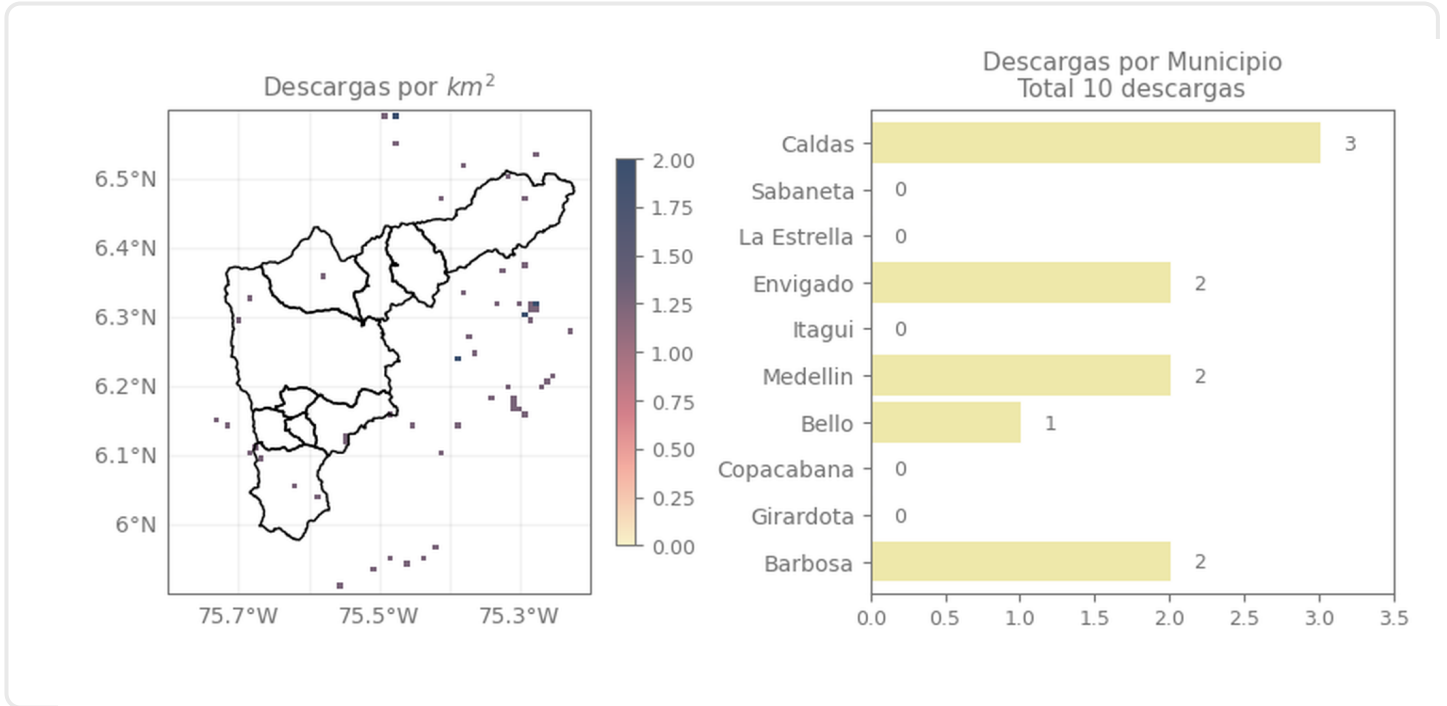 Descargas por km²
6.5°N
6.4°N
6.3°N
6.2°N
6.1°N
6°N
75.7°W 75.5°W 75.3°W
2.00
1.75
1.50
1.25
1.00
0.75
0.50
0.25
0.00
Descargas por Municipio
Total 10 descargas
Caldas 3
Sabaneta 0
La Estrella 0
Envigado 2
Itagui 0
Medellin 2
Bello 1
Copacabana 0
Girardota 0
Barbosa 2
0.0 0.5 1.0 1.5 2.0 2.5 3.0 3.5